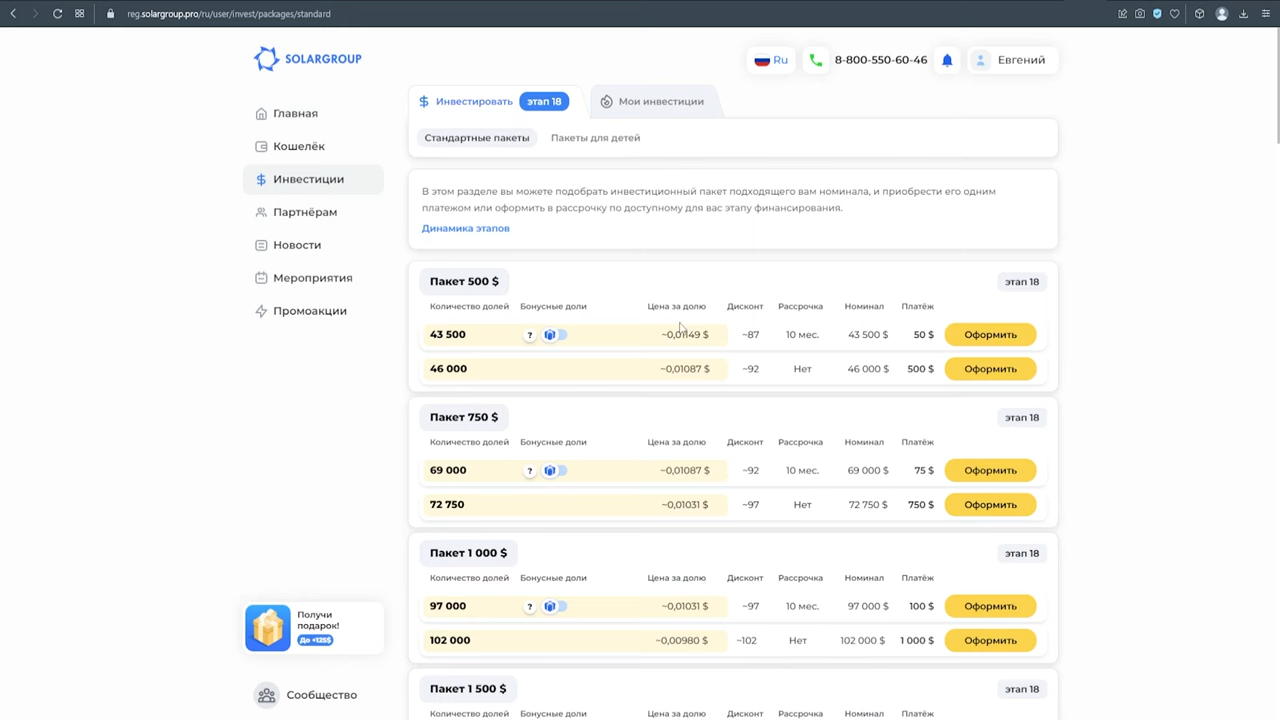 reg.solargroup.pro/ru/user/invest/packages/standard
SOLARGROUP
Ru
8-800-550-60-46
Евгений
Главная
Кошелёк
Инвестиции
Партнёрам
Новости
Мероприятия
Промоакции
Получи
подарок!
До +125$
Сообщество
Инвестировать этап 18 Мои инвестиции
Стандартные пакеты Пакеты для детей
В этом разделе вы можете подобрать инвестиционный пакет подходящего вам номинала, и приобрести его одним
платежом или оформить в рассрочку по доступному для вас этапу финансирования.
Динамика этапов
Пакет 500 $ этап 18
Количество долей Бонусные доли Цена за долю Дисконт Рассрочка Номинал Платёж
43 500 ? ~0,01149 $ ~87 10 мес. 43 500 $ 50 $ Оформить
46 000 ~0,01087 $ ~92 Нет 46 000 $ 500 $ Оформить
Пакет 750 $ этап 18
Количество долей Бонусные доли Цена за долю Дисконт Рассрочка Номинал Платёж
69 000 ? ~0,01087 $ ~92 10 мес. 69 000 $ 75 $ Оформить
72 750 ~0,01031 $ ~97 Нет 72 750 $ 750 $ Оформить
Пакет 1 000 $ этап 18
Количество долей Бонусные доли Цена за долю Дисконт Рассрочка Номинал Платёж
97 000 ? ~0,01031 $ ~97 10 мес. 97 000 $ 100 $ Оформить
102 000 ~0,00980 $ ~102 Нет 102 000 $ 1 000 $ Оформить
Пакет 1 500 $ этап 18
Количество долей Бонусные доли Цена за долю Дисконт Рассрочка Номинал Платёж